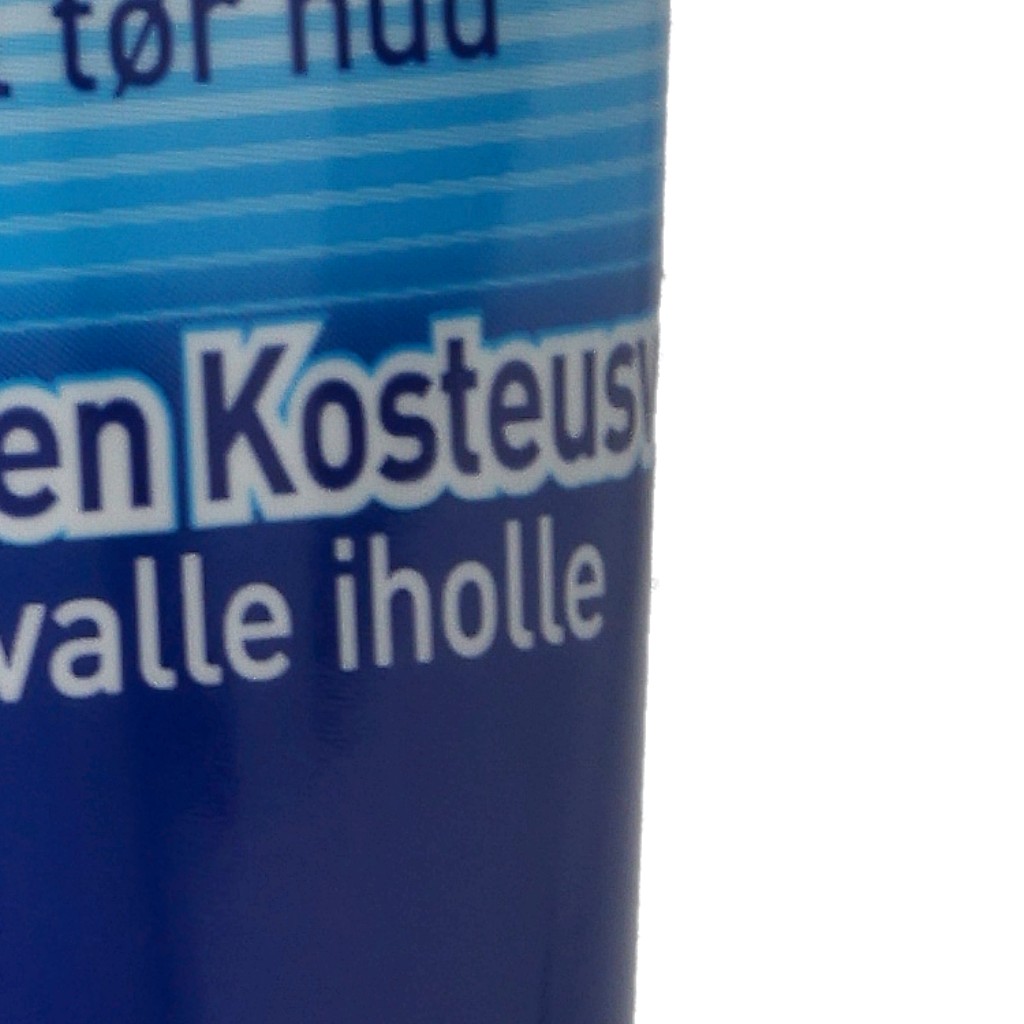 tør hud
en Kosteusv
valle iholle